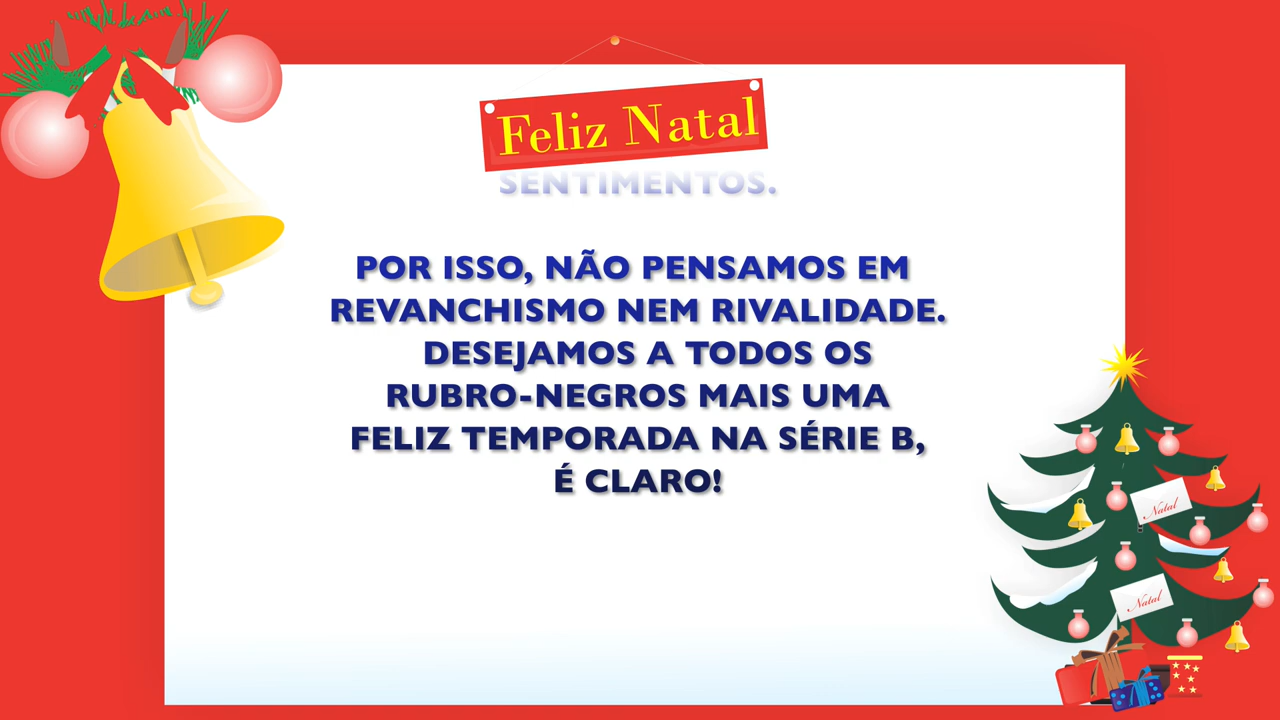 Feliz Natal
SENTIMENTOS.
POR ISSO, NÃO PENSAMOS EM
REVANCHISMO NEM RIVALIDADE.
DESEJAMOS A TODOS OS
RUBRO-NEGROS MAIS UMA
FELIZ TEMPORADA NA SÉRIE B,
É CLARO!
Natal
Natal